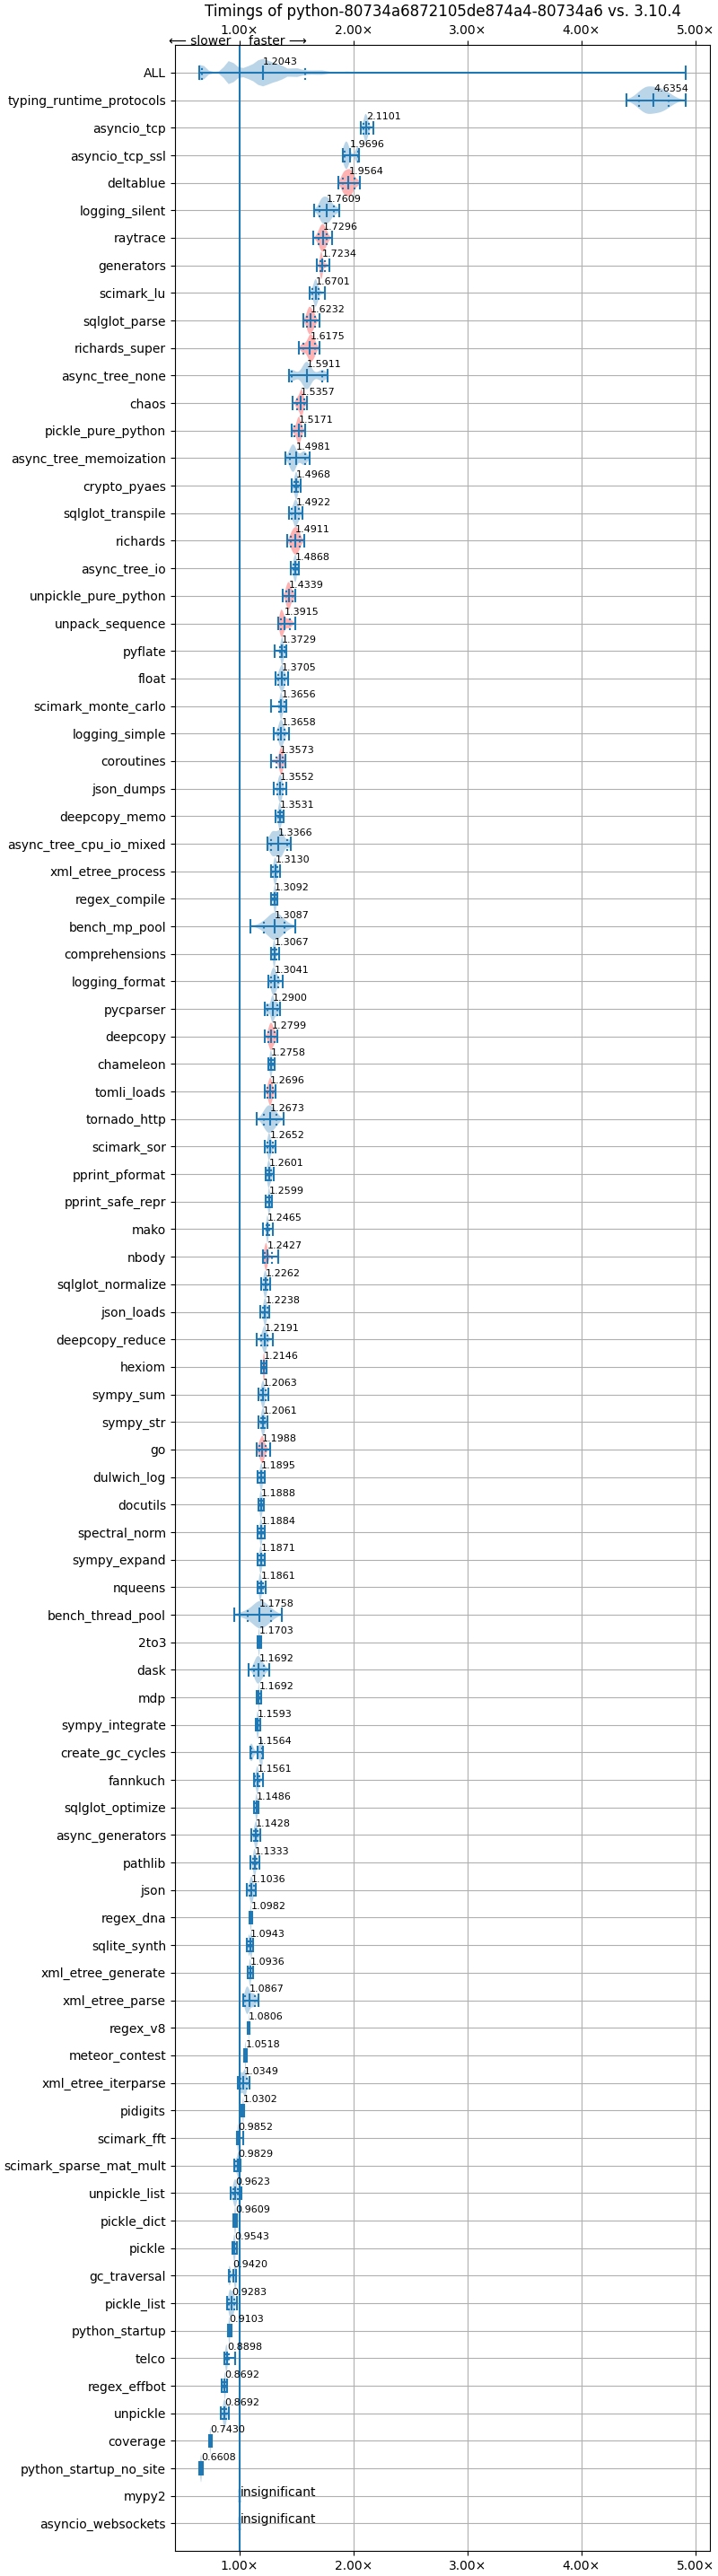 Timings of python-80734a6872105de874a4-80734a6 vs. 3.10.4
1.00× 2.00× 3.00× 4.00× 5.00×
⟵ slower faster ⟶
ALL 1.2043
typing_runtime_protocols 4.6354
asyncio_tcp 2.1101
asyncio_tcp_ssl 1.9696
deltablue 1.9564
logging_silent 1.7609
raytrace 1.7296
generators 1.7234
scimark_lu 1.6701
sqlglot_parse 1.6232
richards_super 1.6175
async_tree_none 1.5911
chaos 1.5357
pickle_pure_python 1.5171
async_tree_memoization 1.4981
crypto_pyaes 1.4968
sqlglot_transpile 1.4922
richards 1.4911
async_tree_io 1.4868
unpickle_pure_python 1.4339
unpack_sequence 1.3915
pyflate 1.3729
float 1.3705
scimark_monte_carlo 1.3656
logging_simple 1.3658
coroutines 1.3573
json_dumps 1.3552
deepcopy_memo 1.3531
async_tree_cpu_io_mixed 1.3366
xml_etree_process 1.3130
regex_compile 1.3092
bench_mp_pool 1.3087
comprehensions 1.3067
logging_format 1.3041
pycparser 1.2900
deepcopy 1.2799
chameleon 1.2758
tomli_loads 1.2696
tornado_http 1.2673
scimark_sor 1.2652
pprint_pformat 1.2601
pprint_safe_repr 1.2599
mako 1.2465
nbody 1.2427
sqlglot_normalize 1.2262
json_loads 1.2238
deepcopy_reduce 1.2191
hexiom 1.2146
sympy_sum 1.2063
sympy_str 1.2061
go 1.1988
dulwich_log 1.1895
docutils 1.1888
spectral_norm 1.1884
sympy_expand 1.1871
nqueens 1.1861
bench_thread_pool 1.1758
2to3 1.1703
dask 1.1692
mdp 1.1692
sympy_integrate 1.1593
create_gc_cycles 1.1564
fannkuch 1.1561
sqlglot_optimize 1.1486
async_generators 1.1428
pathlib 1.1333
json 1.1036
regex_dna 1.0982
sqlite_synth 1.0943
xml_etree_generate 1.0936
xml_etree_parse 1.0867
regex_v8 1.0806
meteor_contest 1.0518
xml_etree_iterparse 1.0349
pidigits 1.0302
scimark_fft 0.9852
scimark_sparse_mat_mult 0.9829
unpickle_list 0.9623
pickle_dict 0.9609
pickle 0.9543
gc_traversal 0.9420
pickle_list 0.9283
python_startup 0.9103
telco 0.8898
regex_effbot 0.8692
unpickle 0.8692
coverage 0.7430
python_startup_no_site 0.6608
mypy2 insignificant
asyncio_websockets insignificant
1.00× 2.00× 3.00× 4.00× 5.00×